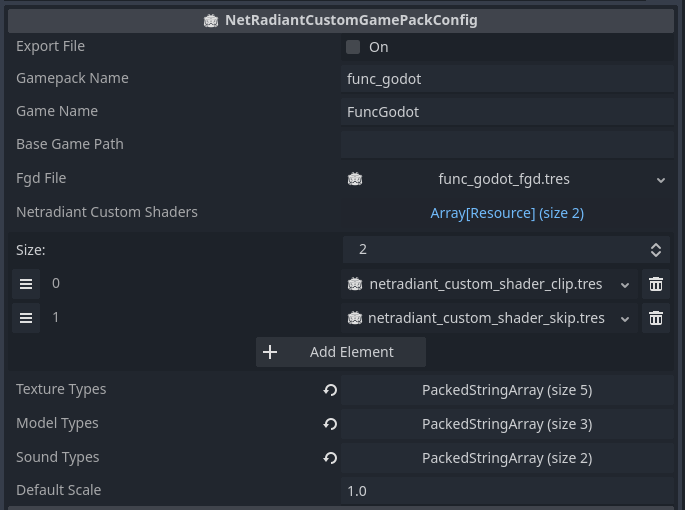 NetRadiantCustomGamePackConfig
Export File On
Gamepack Name func_godot
Game Name FuncGodot
Base Game Path
Fgd File func_godot_fgd.tres
Netradiant Custom Shaders Array[Resource] (size 2)
Size: 2
0 netradiant_custom_shader_clip.tres
1 netradiant_custom_shader_skip.tres
Add Element
Texture Types PackedStringArray (size 5)
Model Types PackedStringArray (size 3)
Sound Types PackedStringArray (size 2)
Default Scale 1.0